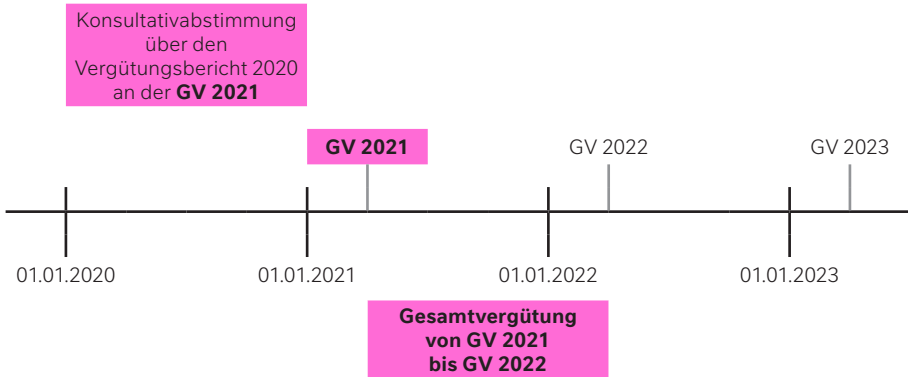 Konsultativabstimmung
über den
Vergütungsbericht 2020
an der GV 2021
GV 2021
GV 2022
GV 2023
01.01.2020
01.01.2021
01.01.2022
01.01.2023
Gesamtvergütung
von GV 2021
bis GV 2022